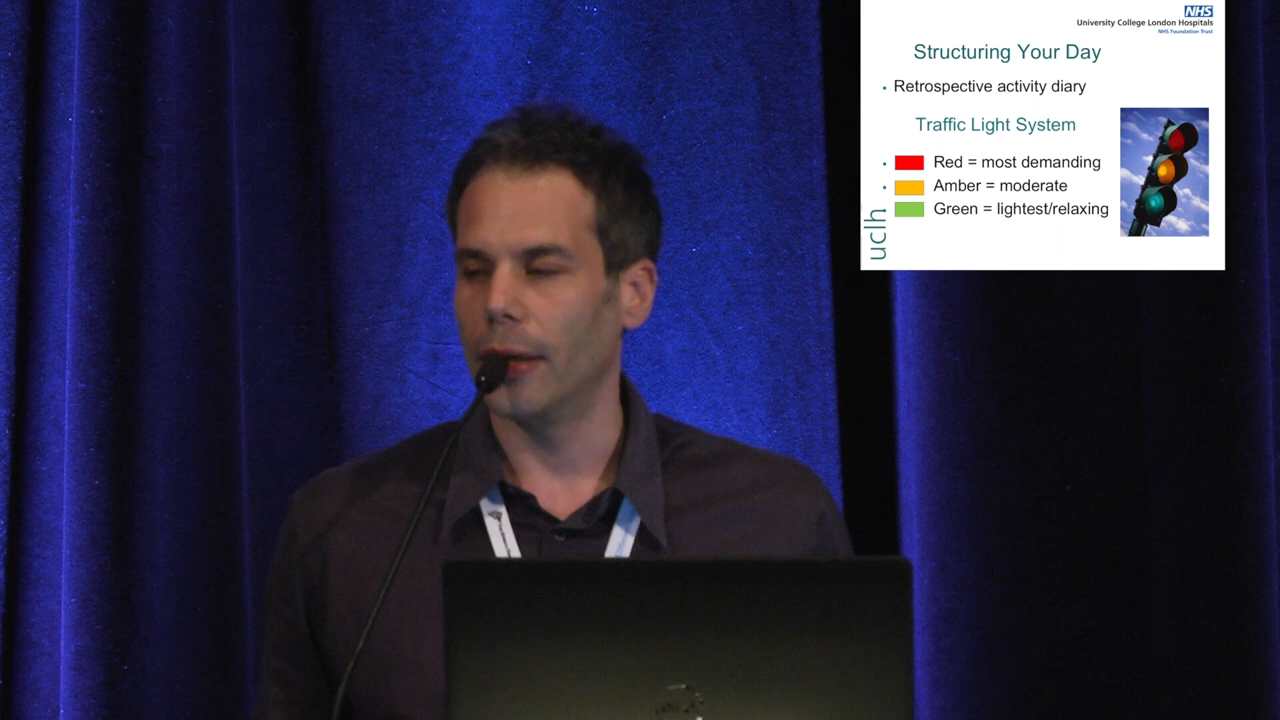 NHS
University College London Hospitals
NHS Foundation Trust
Structuring Your Day
Retrospective activity diary
Traffic Light System
Red = most demanding
Amber = moderate
Green = lightest/relaxing
uclh